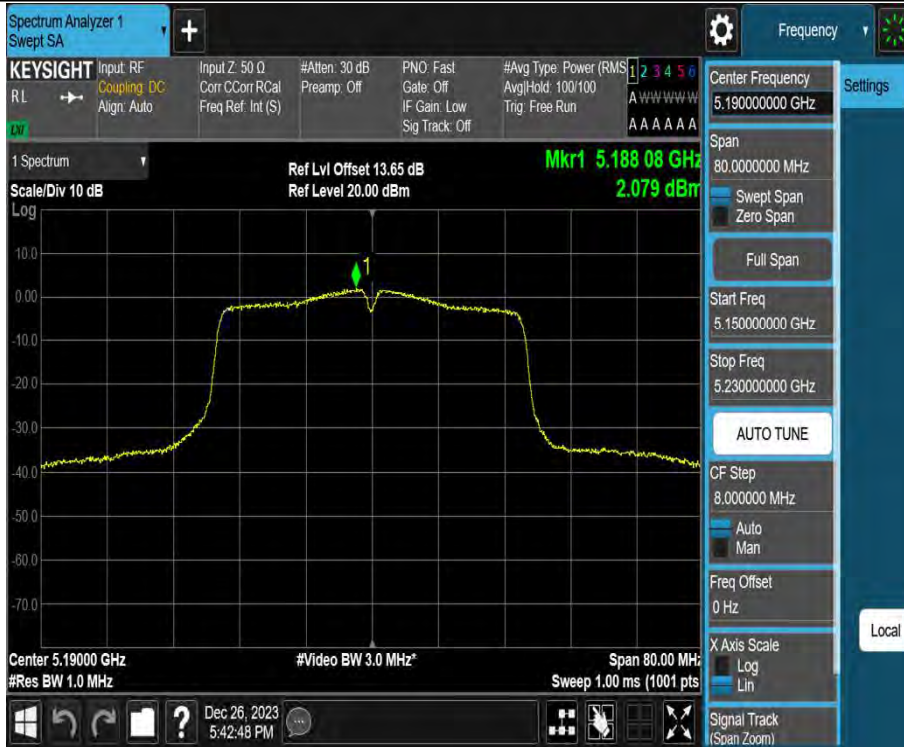 Spectrum Analyzer 1
Swept SA
+
Frequency
KEYSIGHT
R L
LXI
Input: RF
Coupling: DC
Align: Auto
Input Z: 50 Ω
Corr CCorr RCal
Freq Ref: Int (S)
#Atten: 30 dB
Preamp: Off
PNO: Fast
Gate: Off
IF Gain: Low
Sig Track: Off
#Avg Type: Power (RMS
Avg|Hold: 100/100
Trig: Free Run
1 2 3 4 5 6
A W W W W W
A A A A A A
1 Spectrum
Scale/Div 10 dB
Log
Ref Lvl Offset 13.65 dB
Ref Level 20.00 dBm
Mkr1 5.188 08 GHz
2.079 dBm
1
10.0
0.00
-10.0
-20.0
-30.0
-40.0
-50.0
-60.0
-70.0
Center 5.19000 GHz
#Res BW 1.0 MHz
#Video BW 3.0 MHz*
Span 80.00 MHz
Sweep 1.00 ms (1001 pts
Center Frequency
5.190000000 GHz
Settings
Span
80.0000000 MHz
Swept Span
Zero Span
Full Span
Start Freq
5.150000000 GHz
Stop Freq
5.230000000 GHz
AUTO TUNE
CF Step
8.000000 MHz
Auto
Man
Freq Offset
0 Hz
Local
X Axis Scale
Log
Lin
Signal Track
(Span Zoom)
?
Dec 26, 2023
5:42:48 PM